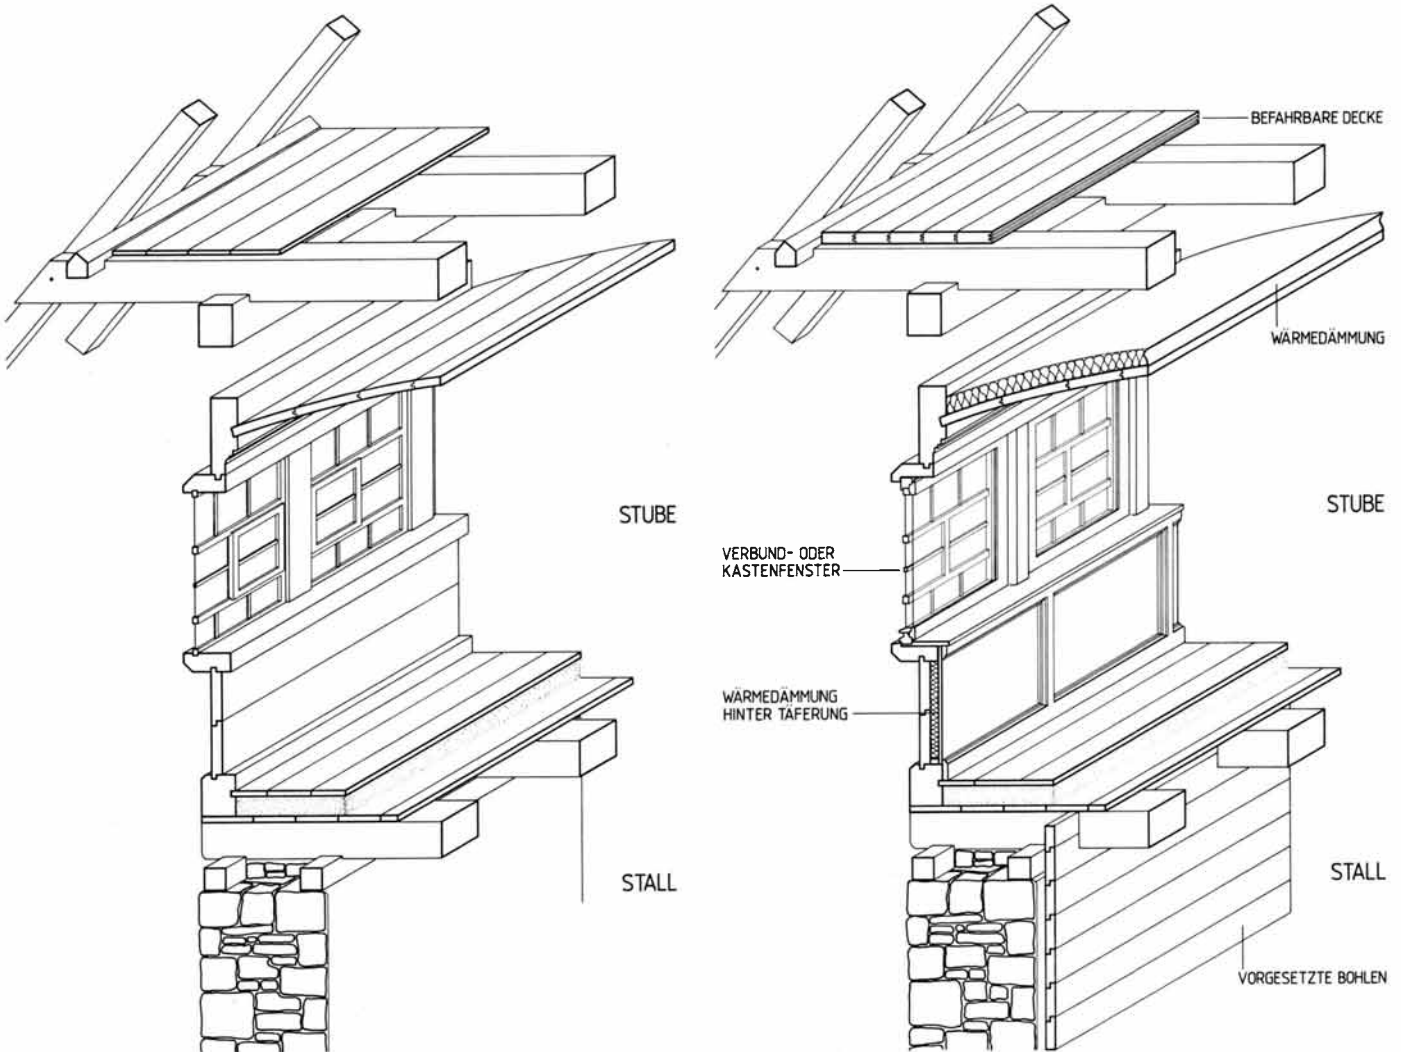 STUBE
STALL
BEFAHRBARE DECKE
WÄRMEDÄMMUNG
STUBE
VERBUND- ODER
KASTENFENSTER
WÄRMEDÄMMUNG
HINTER TÄFERUNG
STALL
VORGESETZTE BOHLEN